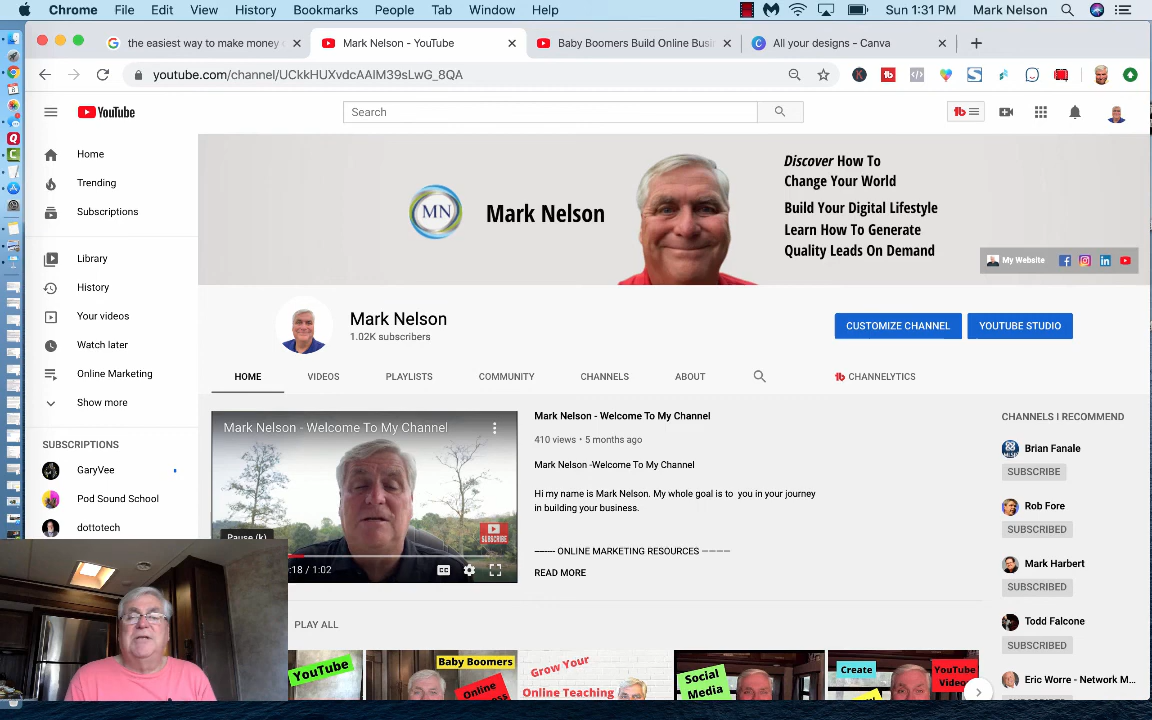 Chrome File Edit View History Bookmarks People Tab Window Help Sun 1:31 PM Mark Nelson
the easiest way to make money
Mark Nelson - YouTube
Baby Boomers Build Online Busi
All your designs - Canva
youtube.com/channel/UCkkHUXvdcAAIM39sLwG_8QA
YouTube
Search
Home
Trending
Subscriptions
Library
History
Your videos
Watch later
Online Marketing
Show more
SUBSCRIPTIONS
GaryVee
Pod Sound School
dottotech
MN
Mark Nelson
Discover How To
Change Your World
Build Your Digital Lifestyle
Learn How To Generate
Quality Leads On Demand
My Website
Mark Nelson
1.02K subscribers
CUSTOMIZE CHANNEL
YOUTUBE STUDIO
HOME VIDEOS PLAYLISTS COMMUNITY CHANNELS ABOUT CHANNELYTICS
Mark Nelson - Welcome To My Channel
SUBSCRIBE
Pause (k)
:18 / 1:02
Mark Nelson - Welcome To My Channel
410 views • 5 months ago
Mark Nelson -Welcome To My Channel
Hi my name is Mark Nelson. My whole goal is to you in your journey
in building your business.
------- ONLINE MARKETING RESOURCES ————
READ MORE
CHANNELS I RECOMMEND
Brian Fanale
SUBSCRIBE
Rob Fore
SUBSCRIBED
Mark Harbert
SUBSCRIBED
Todd Falcone
SUBSCRIBED
Eric Worre - Network M...
PLAY ALL
YouTube
Baby Boomers
Online
Grow Your
Online Teaching
Social
Media
Create
YouTube